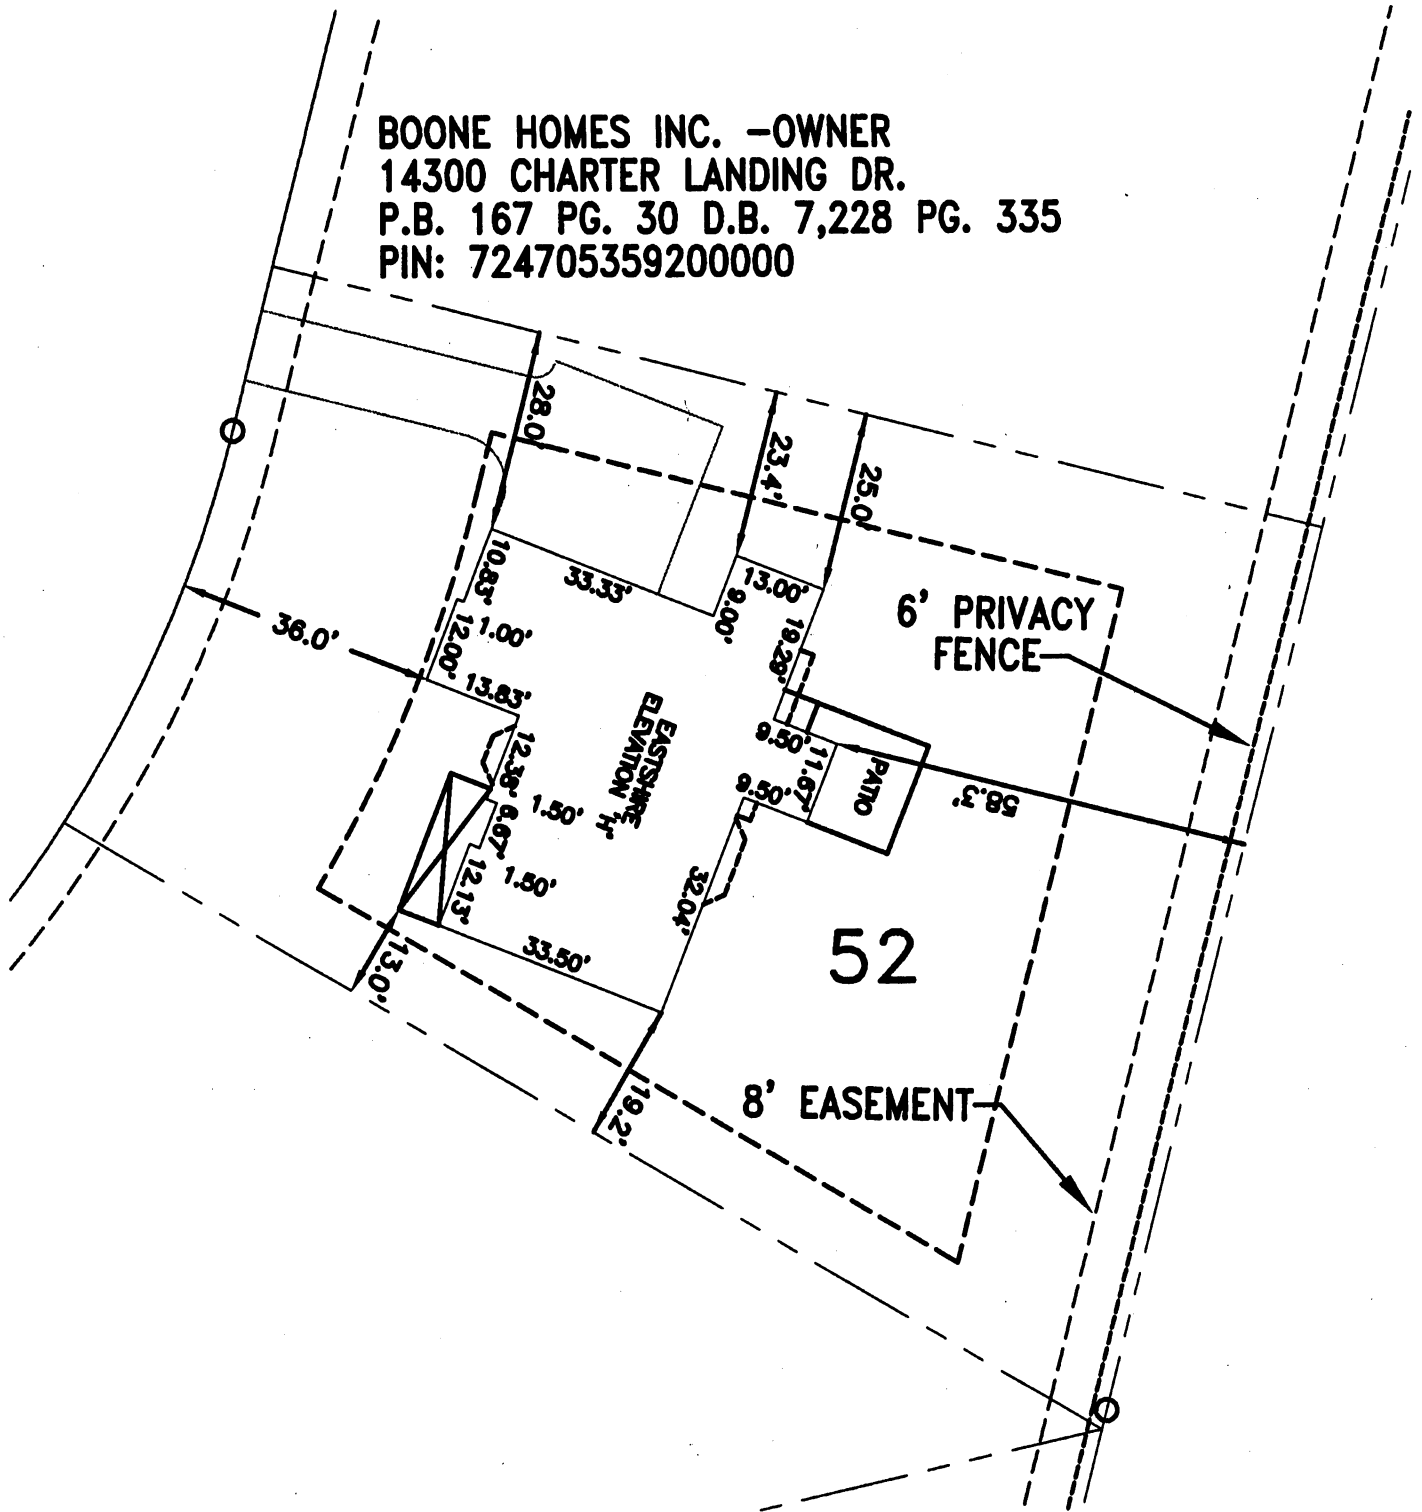 BOONE HOMES INC. -OWNER
14300 CHARTER LANDING DR.
P.B. 167 PG. 30 D.B. 7,228 PG. 335
PIN: 724705359200000
28.0'
23.4'
25.0'
10.83'
33.33'
13.00'
9.00'
6' PRIVACY
FENCE
36.0'
12.00'
1.00'
19.29'
13.83'
EASTSHIRE
ELEVATION 'H'
9.50'
11.67'
PATIO
12.38'
1.50'
9.50'
58.3'
6.67'
12.13'
1.50'
32.04'
33.50'
52
13.0'
19.2'
8' EASEMENT